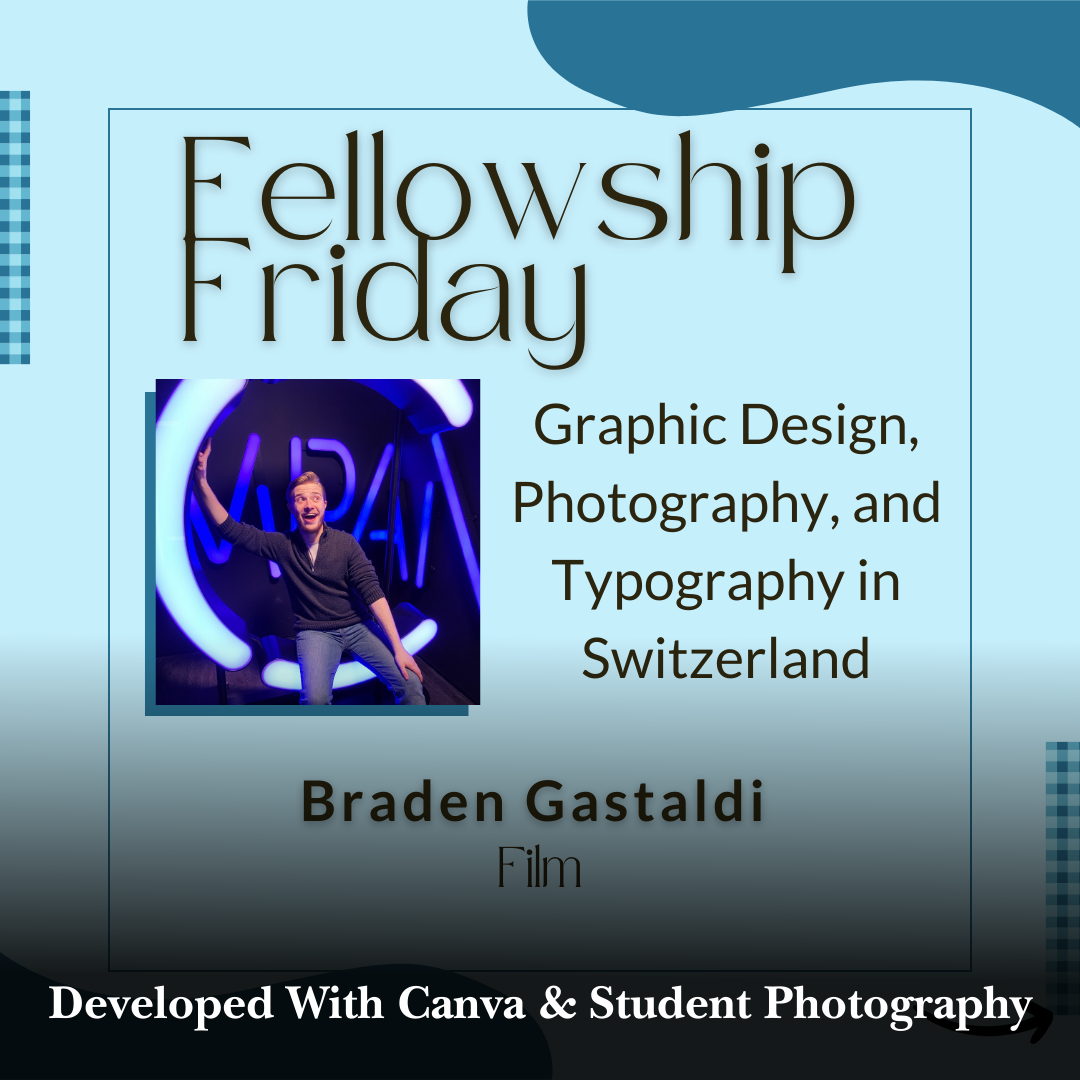 Fellowship
Friday
Graphic Design,
Photography, and
Typography in
Switzerland
Braden Gastaldi
Film
Developed With Canva & Student Photography